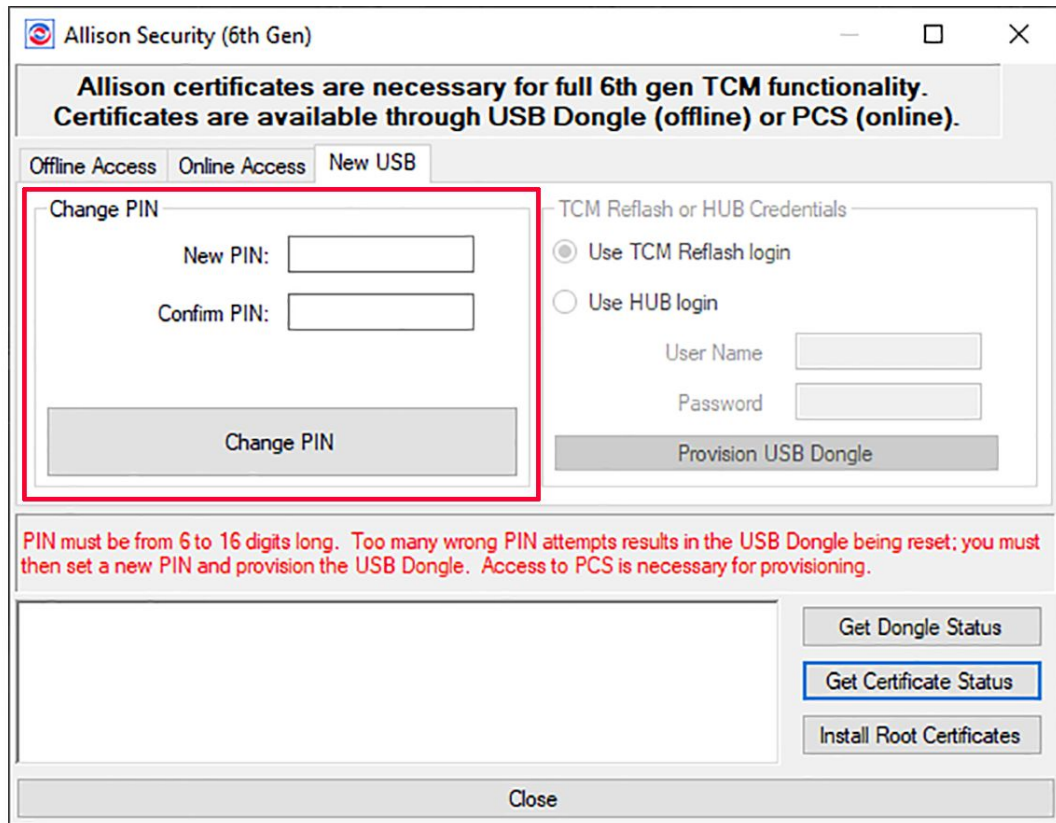 Allison Security (6th Gen)
Allison certificates are necessary for full 6th gen TCM functionality.
Certificates are available through USB Dongle (offline) or PCS (online).
Offline Access
Online Access
New USB
Change PIN
New PIN:
Confirm PIN:
Change PIN
TCM Reflash or HUB Credentials
Use TCM Reflash login
Use HUB login
User Name
Password
Provision USB Dongle
PIN must be from 6 to 16 digits long. Too many wrong PIN attempts results in the USB Dongle being reset; you must
then set a new PIN and provision the USB Dongle. Access to PCS is necessary for provisioning.
Get Dongle Status
Get Certificate Status
Install Root Certificates
Close